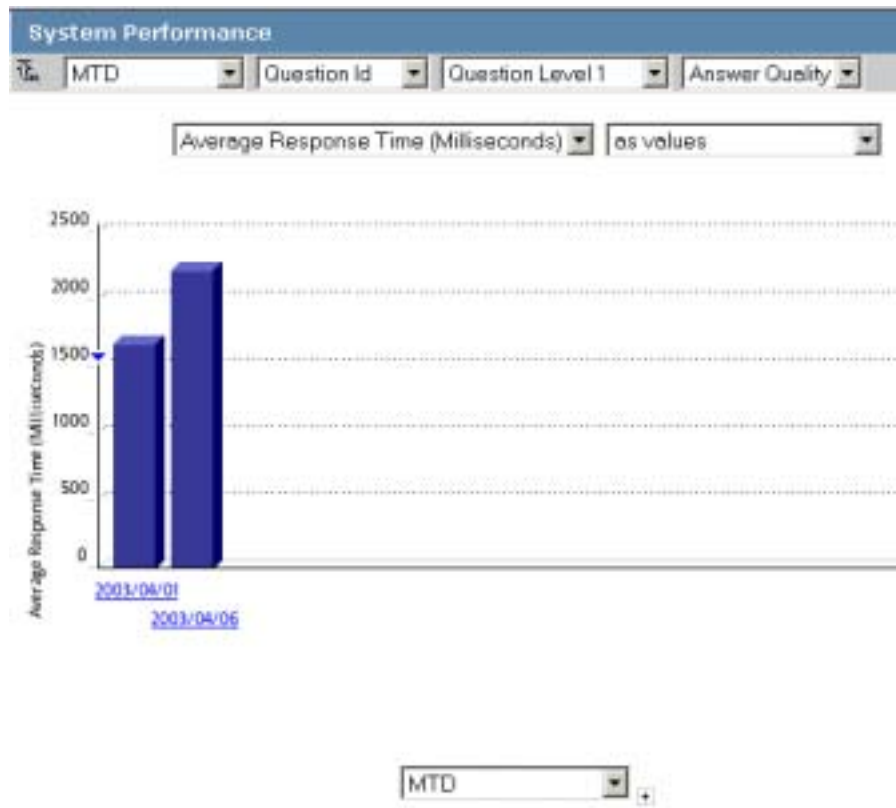 System Performance
MTD Question Id Question Level 1 Answer Quality
Average Response Time (Milliseconds) as values
2500
2000
1500
1000
500
0
Average Response Time (Milliseconds)
2003/04/01
2003/04/06
MTD